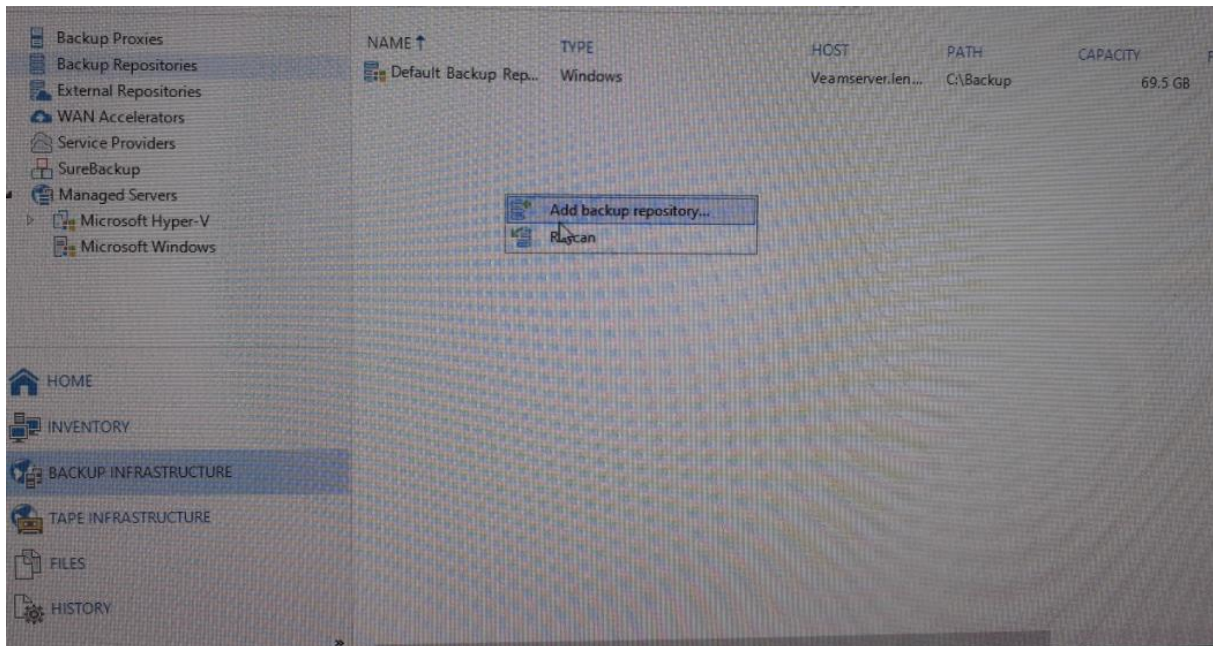 Backup Proxies
Backup Repositories
External Repositories
WAN Accelerators
Service Providers
SureBackup
Managed Servers
Microsoft Hyper-V
Microsoft Windows
HOME
INVENTORY
BACKUP INFRASTRUCTURE
TAPE INFRASTRUCTURE
FILES
HISTORY
»
NAME ↑ TYPE HOST PATH CAPACITY
Default Backup Rep... Windows Veamserver.len... C:\Backup 69.5 GB
Add backup repository...
Rescan